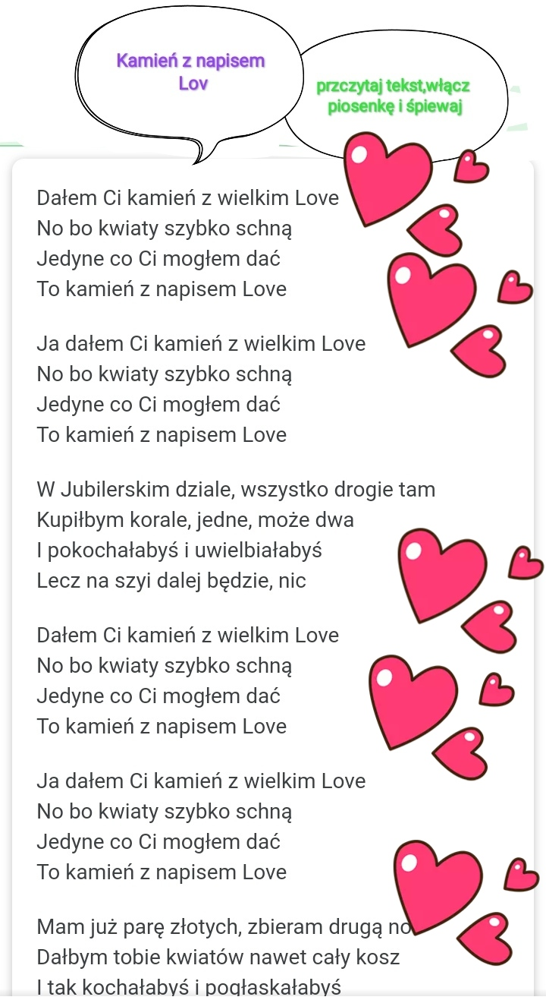 Kamień z napisem
Lov
przczytaj tekst,włącz
piosenkę i śpiewaj
Dałem Ci kamień z wielkim Love
No bo kwiaty szybko schną
Jedyne co Ci mogłem dać
To kamień z napisem Love
Ja dałem Ci kamień z wielkim Love
No bo kwiaty szybko schną
Jedyne co Ci mogłem dać
To kamień z napisem Love
W Jubilerskim dziale, wszystko drogie tam
Kupiłbym korale, jedne, może dwa
I pokochałabyś i uwielbiałabyś
Lecz na szyi dalej będzie, nic
Dałem Ci kamień z wielkim Love
No bo kwiaty szybko schną
Jedyne co Ci mogłem dać
To kamień z napisem Love
Ja dałem Ci kamień z wielkim Love
No bo kwiaty szybko schną
Jedyne co Ci mogłem dać
To kamień z napisem Love
Mam już parę złotych, zbieram drugą
Dałbym tobie kwiatów nawet cały kosz
I tak kochałabyś i pogłaskałabyś